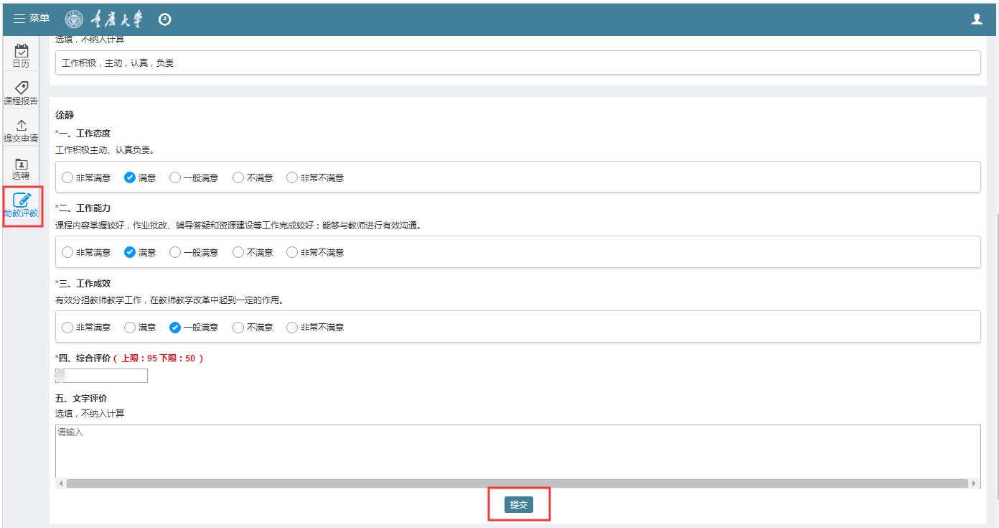 菜单 重庆大学
选填，不纳入计算
工作积极，主动，认真，负责
日历
课程报告
提交申请
选聘
助教评教
徐静
*一、工作态度
工作积极主动、认真负责。
非常满意 满意 一般满意 不满意 非常不满意
*二、工作能力
课程内容掌握较好，作业批改、辅导答疑和资源建设等工作完成较好；能够与教师进行有效沟通。
非常满意 满意 一般满意 不满意 非常不满意
*三、工作成效
有效分担教师教学工作，在教师教学改革中起到一定的作用。
非常满意 满意 一般满意 不满意 非常不满意
*四、综合评价（ 上限：95 下限：50 ）
五、文字评价
选填，不纳入计算
请输入
提交